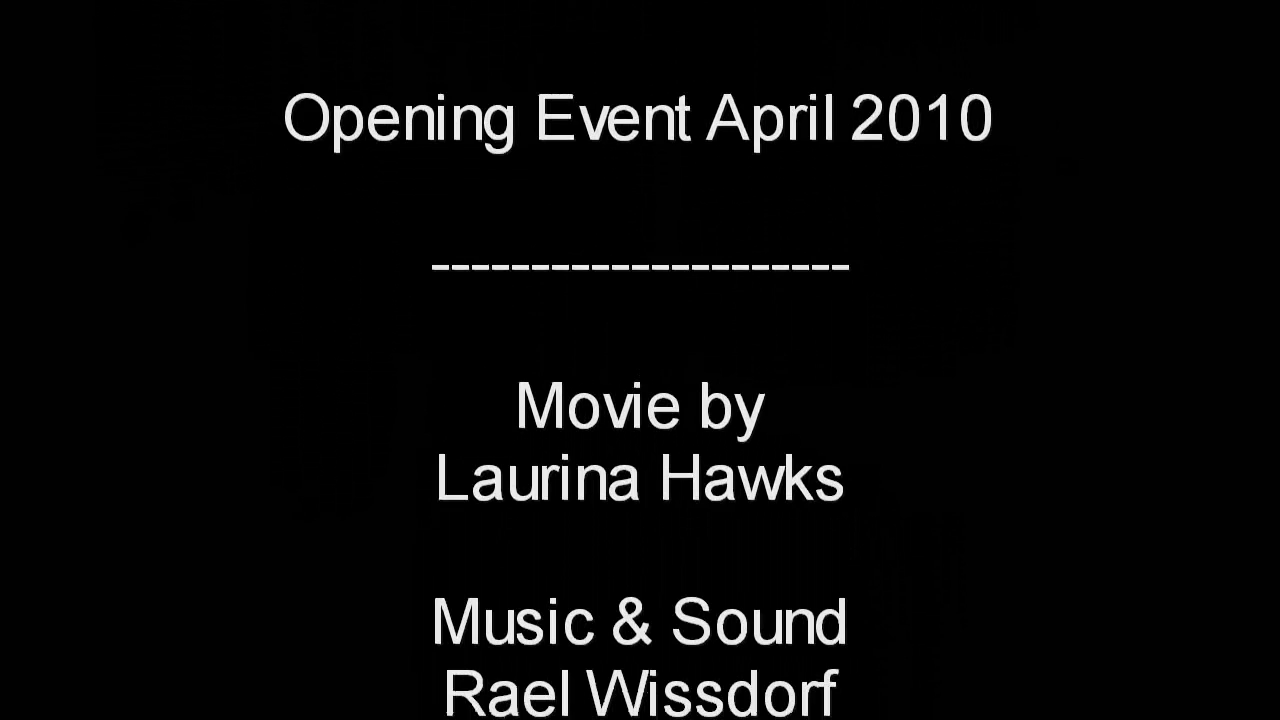 Opening Event April 2010
---------------------
Movie by
Laurina Hawks
Music & Sound
Rael Wissdorf